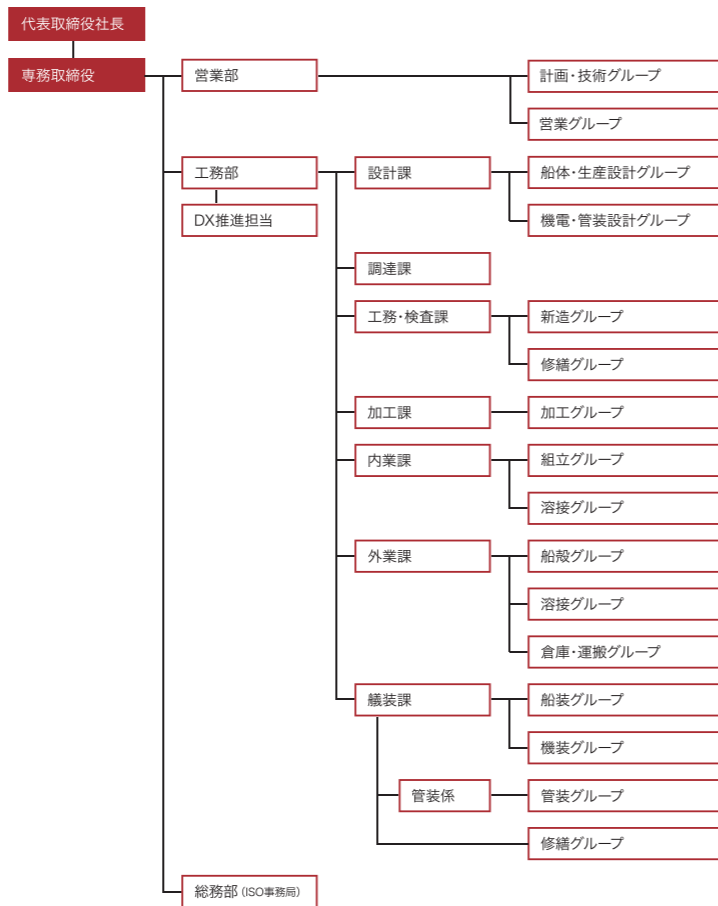 代表取締役社長
専務取締役
営業部
計画・技術グループ
営業グループ
工務部
設計課
船体・生産設計グループ
DX推進担当
機電・管装設計グループ
調達課
工務・検査課
新造グループ
修繕グループ
加工課
加工グループ
内業課
組立グループ
溶接グループ
外業課
船殻グループ
溶接グループ
倉庫・運搬グループ
艤装課
船装グループ
機装グループ
管装係
管装グループ
修繕グループ
総務部 (ISO事務局)